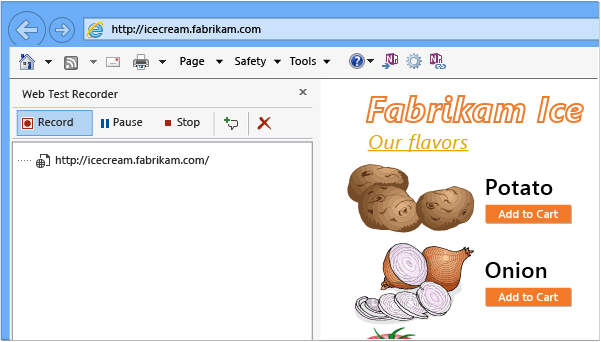 http://icecream.fabrikam.com
Page Safety Tools
Web Test Recorder
Record Pause Stop
http://icecream.fabrikam.com/
Fabrikam Ice
Our flavors
Potato
Add to Cart
Onion
Add to Cart